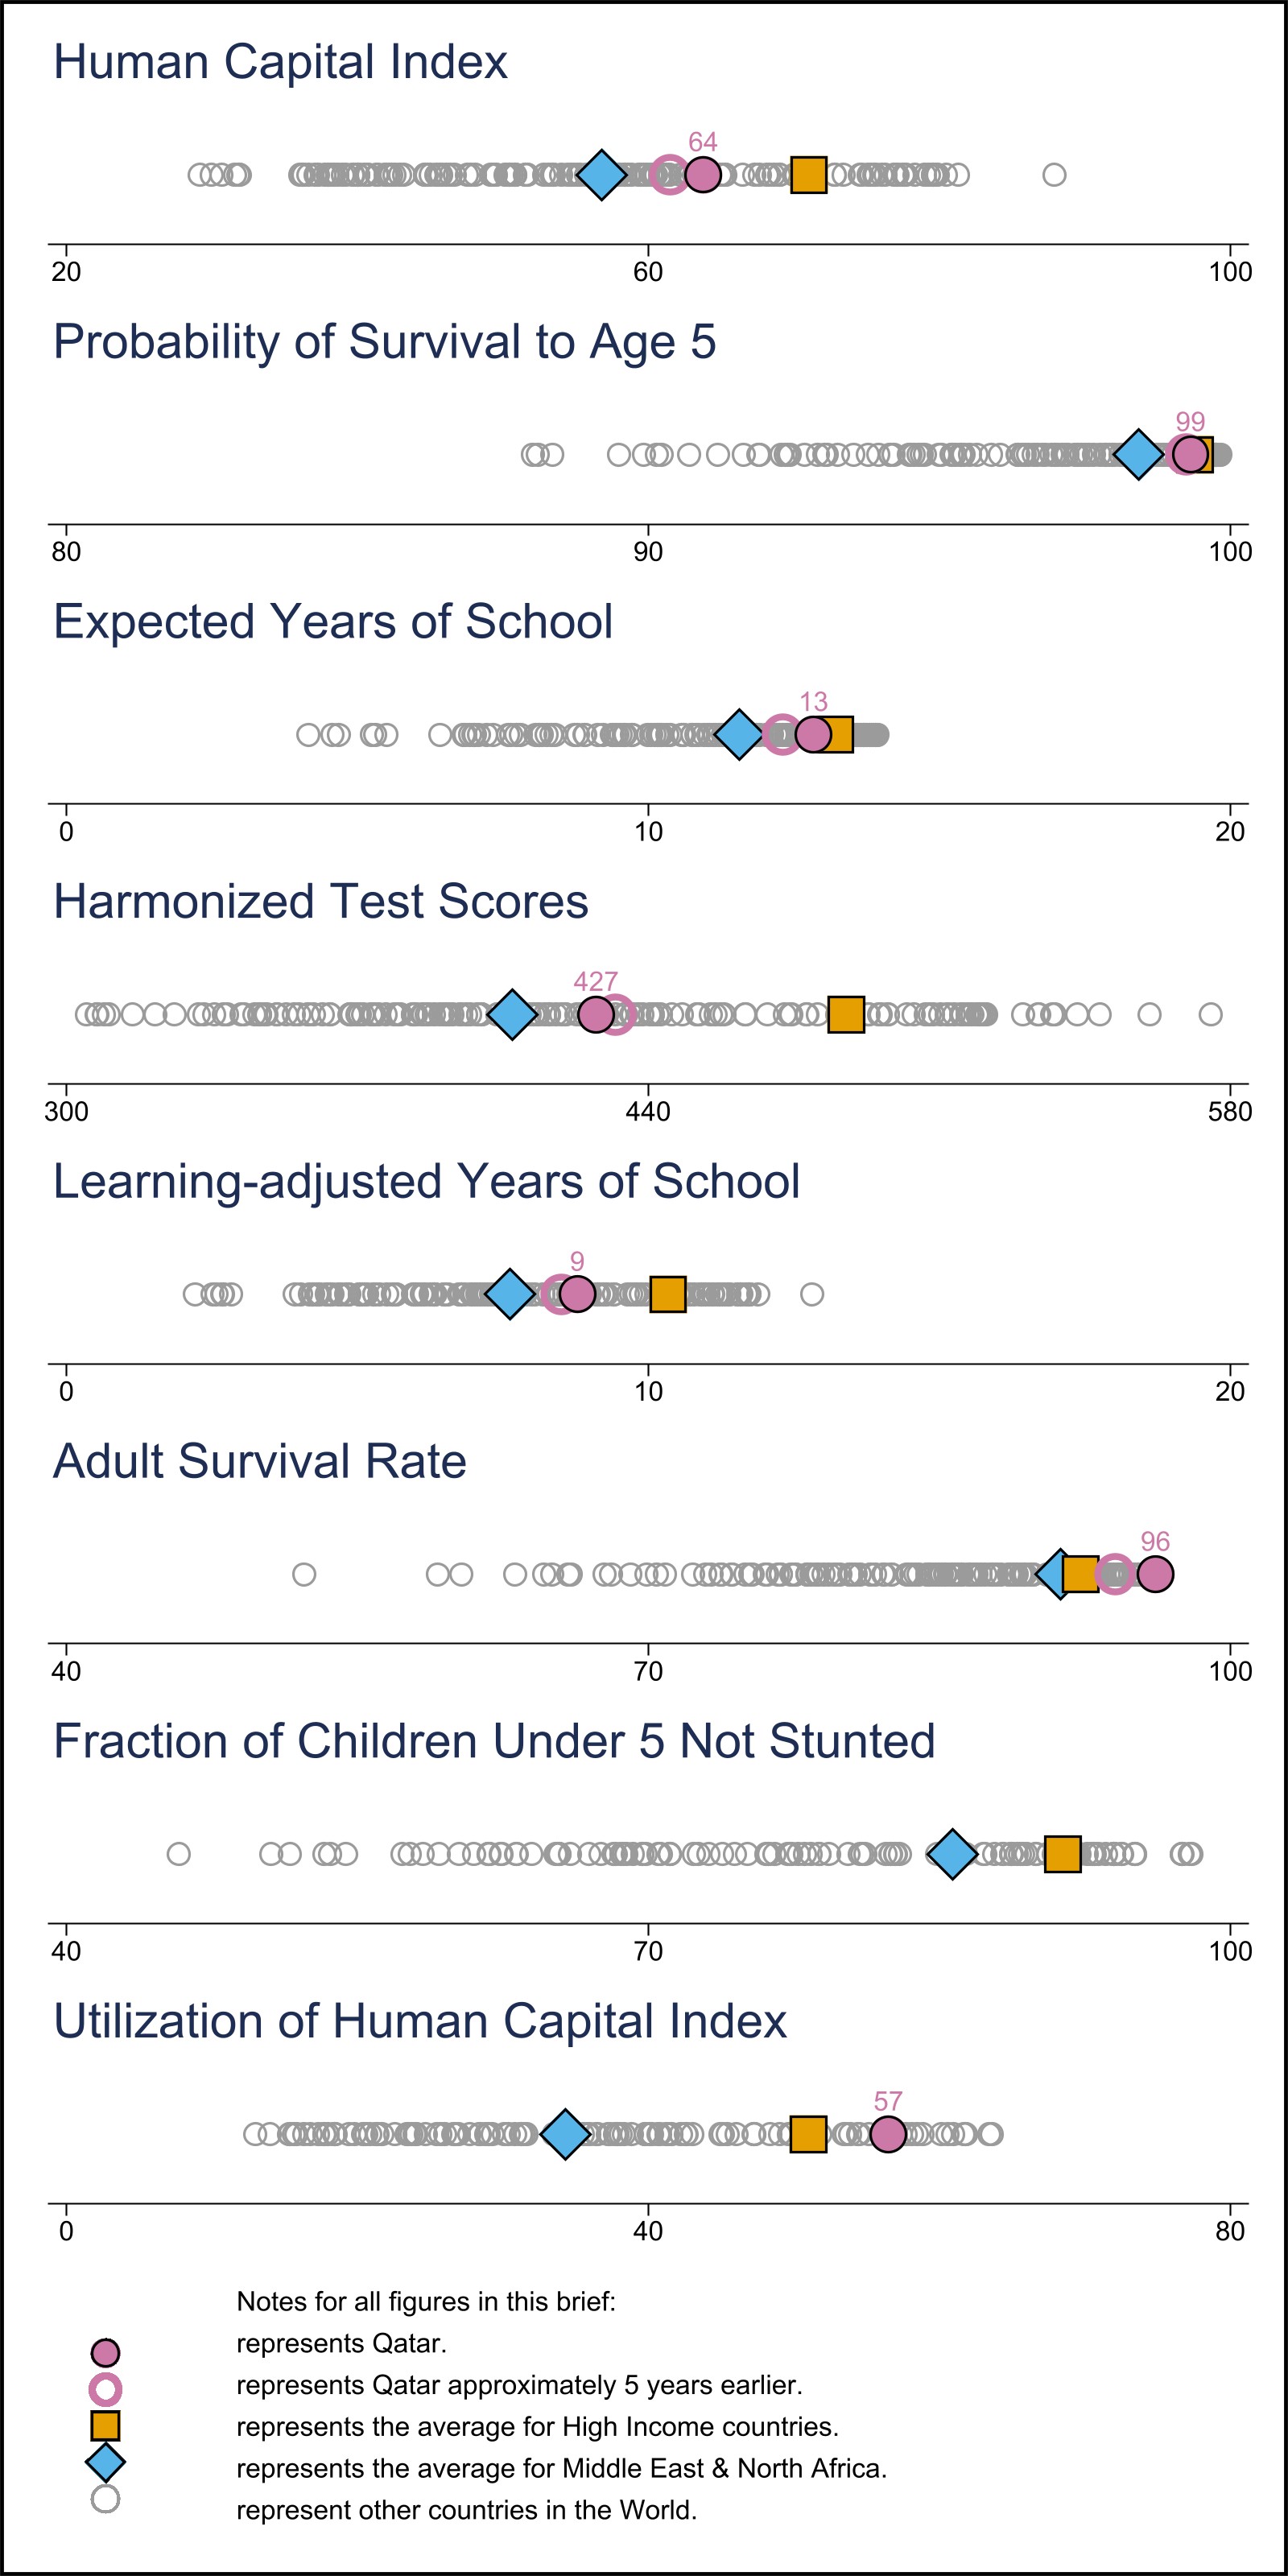 Human Capital Index
64
20 60 100
Probability of Survival to Age 5
99
80 90 100
Expected Years of School
13
0 10 20
Harmonized Test Scores
427
300 440 580
Learning-adjusted Years of School
9
0 10 20
Adult Survival Rate
96
40 70 100
Fraction of Children Under 5 Not Stunted
40 70 100
Utilization of Human Capital Index
57
0 40 80
Notes for all figures in this brief:
represents Qatar.
represents Qatar approximately 5 years earlier.
represents the average for High Income countries.
represents the average for Middle East & North Africa.
represent other countries in the World.